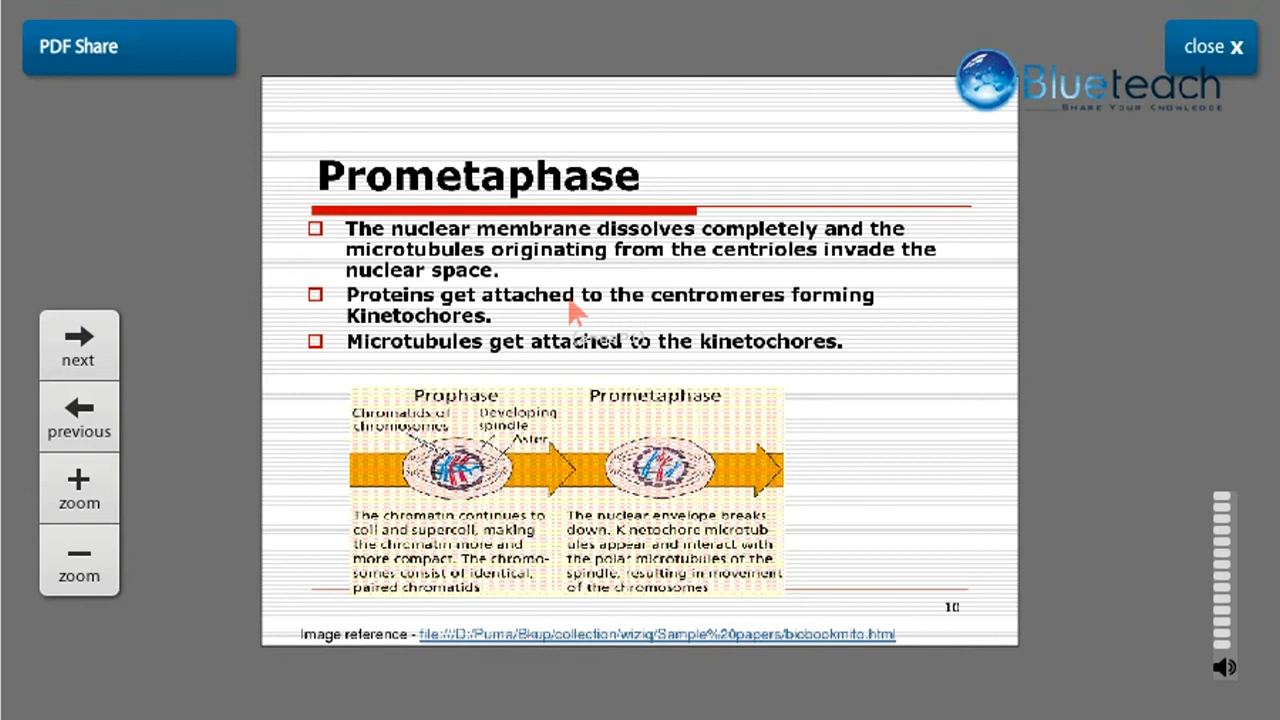 PDF Share
close X
Blueteach
SHARE YOUR KNOWLEDGE
Prometaphase
The nuclear membrane dissolves completely and the
microtubules originating from the centrioles invade the
nuclear space.
Proteins get attached to the centromeres forming
Kinetochores.
Microtubules get attached to the kinetochores.
next
previous
zoom
zoom
Prophase Prometaphase
Chromatids of Developing
chromosomes spindle
Aster
The chromatin continues to
coil and supercoil, making
the chromatin more and
more compact. The chromo-
somes consist of identical,
paired chromatids
The nuclear envelope breaks
down. Kinetochore microtub-
ules appear and interact with
the polar microtubules of the
spindle, resulting in movement
of the chromosomes
10
Image reference - file:///D:/Purna/Bkup/collection/wiziq/Sample%20papers/biobookmito.html